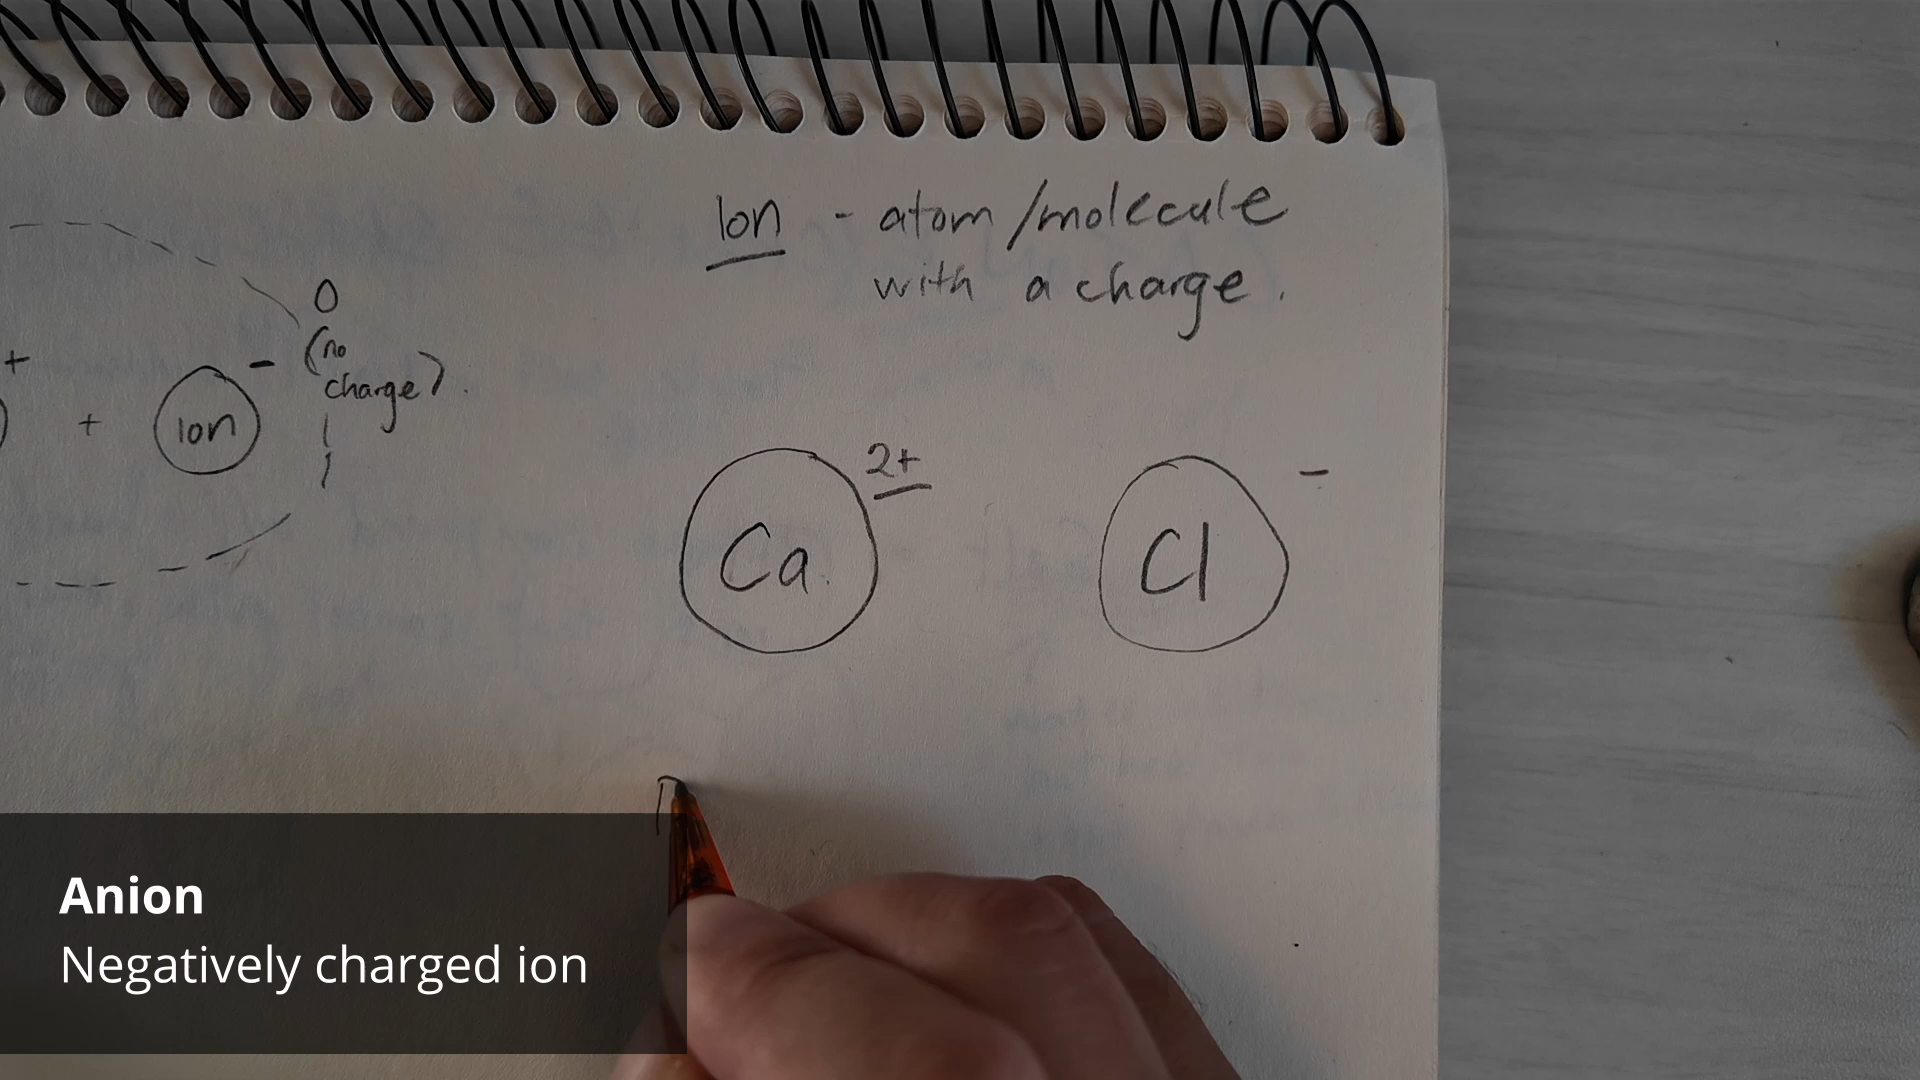 Ion - atom/molecule
with a charge.
0
(no
charge).
+
+
Ion -
Ca 2+
Cl -
Anion
Negatively charged ion